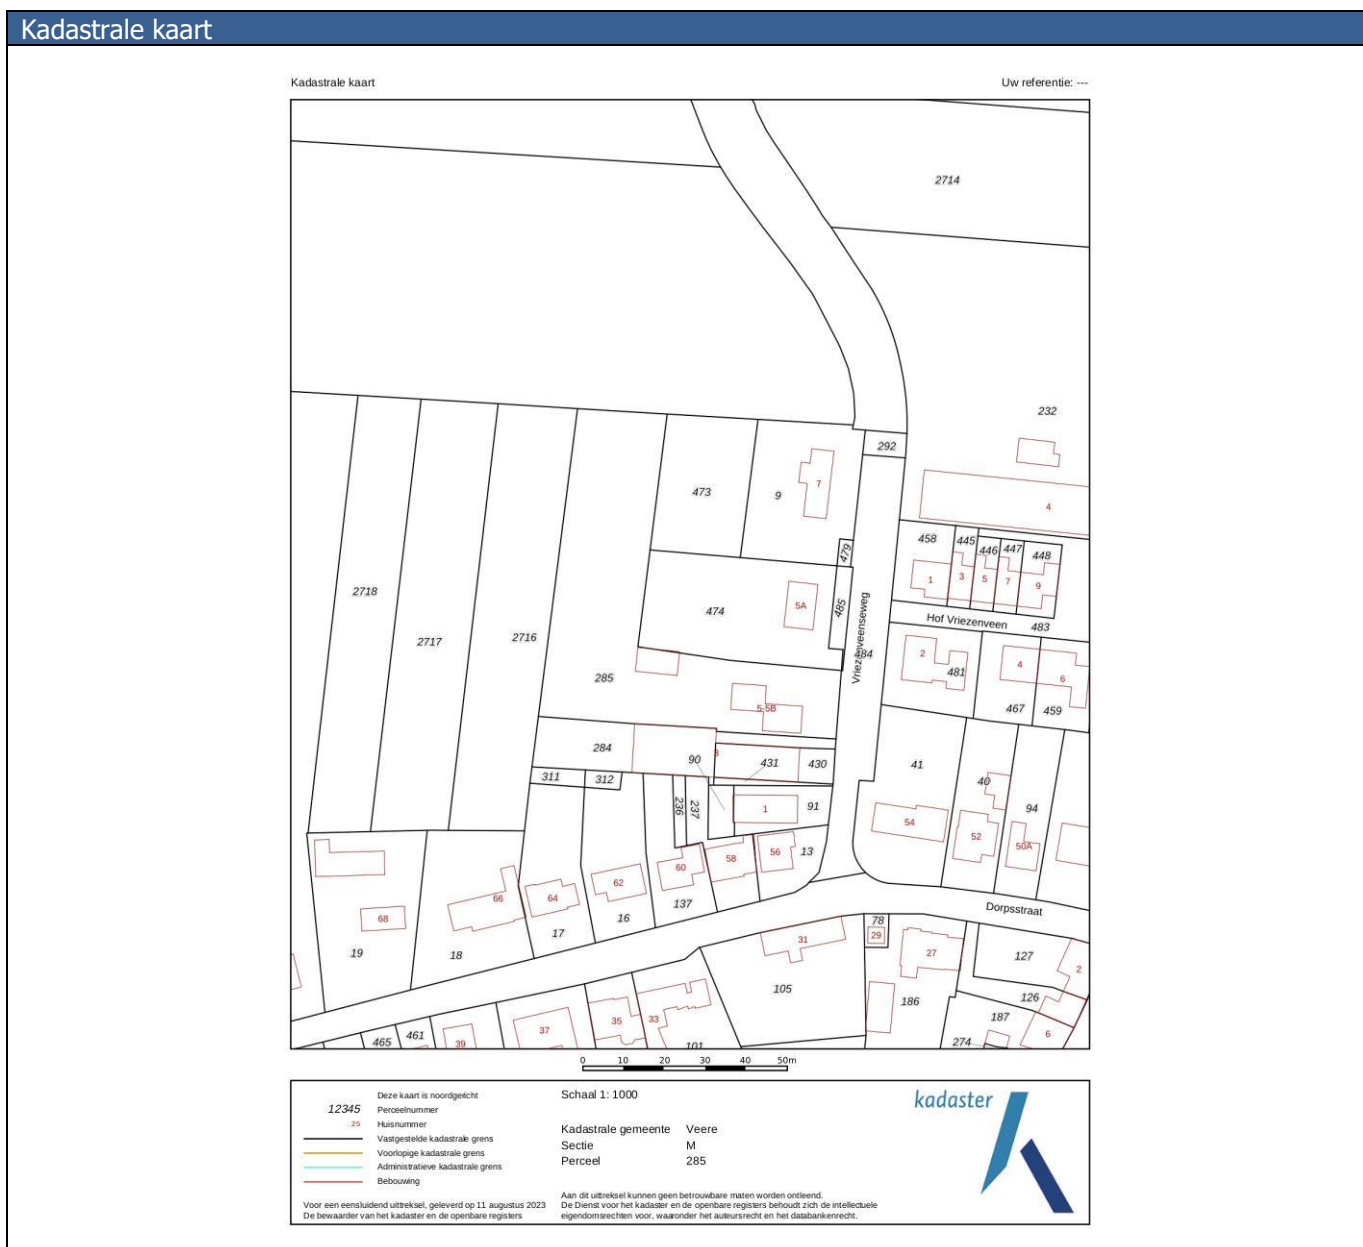 Kadastrale kaart
Kadastrale kaart
Uw referentie: ---
2714
232
292
4
473
9
7
479
458
445
446
447
448
1
3
5
7
9
2718
2717
2716
474
5A
485
Hof Vriezenveen
483
Vriezenveenseweg
484
2
481
4
6
285
467
459
5-5B
284
3
90
431
430
41
40
311
312
236
237
1
91
94
54
52
50A
56
13
58
60
62
64
66
68
137
16
17
18
19
Dorpsstraat
78
29
31
27
127
2
105
186
126
187
6
274
465
461
39
37
35
33
101
0 10 20 30 40 50m
Deze kaart is noordgericht
12345 Perceelnummer
25 Huisnummer
Vastgestelde kadastrale grens
Voorlopige kadastrale grens
Administratieve kadastrale grens
Bebouwing
Voor een eensluidend uittreksel, geleverd op 11 augustus 2023
De bewaarder van het kadaster en de openbare registers
Schaal 1: 1000
Kadastrale gemeente Veere
Sectie M
Perceel 285
Aan dit uittreksel kunnen geen betrouwbare maten worden ontleend.
De Dienst voor het kadaster en de openbare registers behoudt zich de intellectuele
eigendomsrechten voor, waaronder het auteursrecht en het databankenrecht.
kadaster